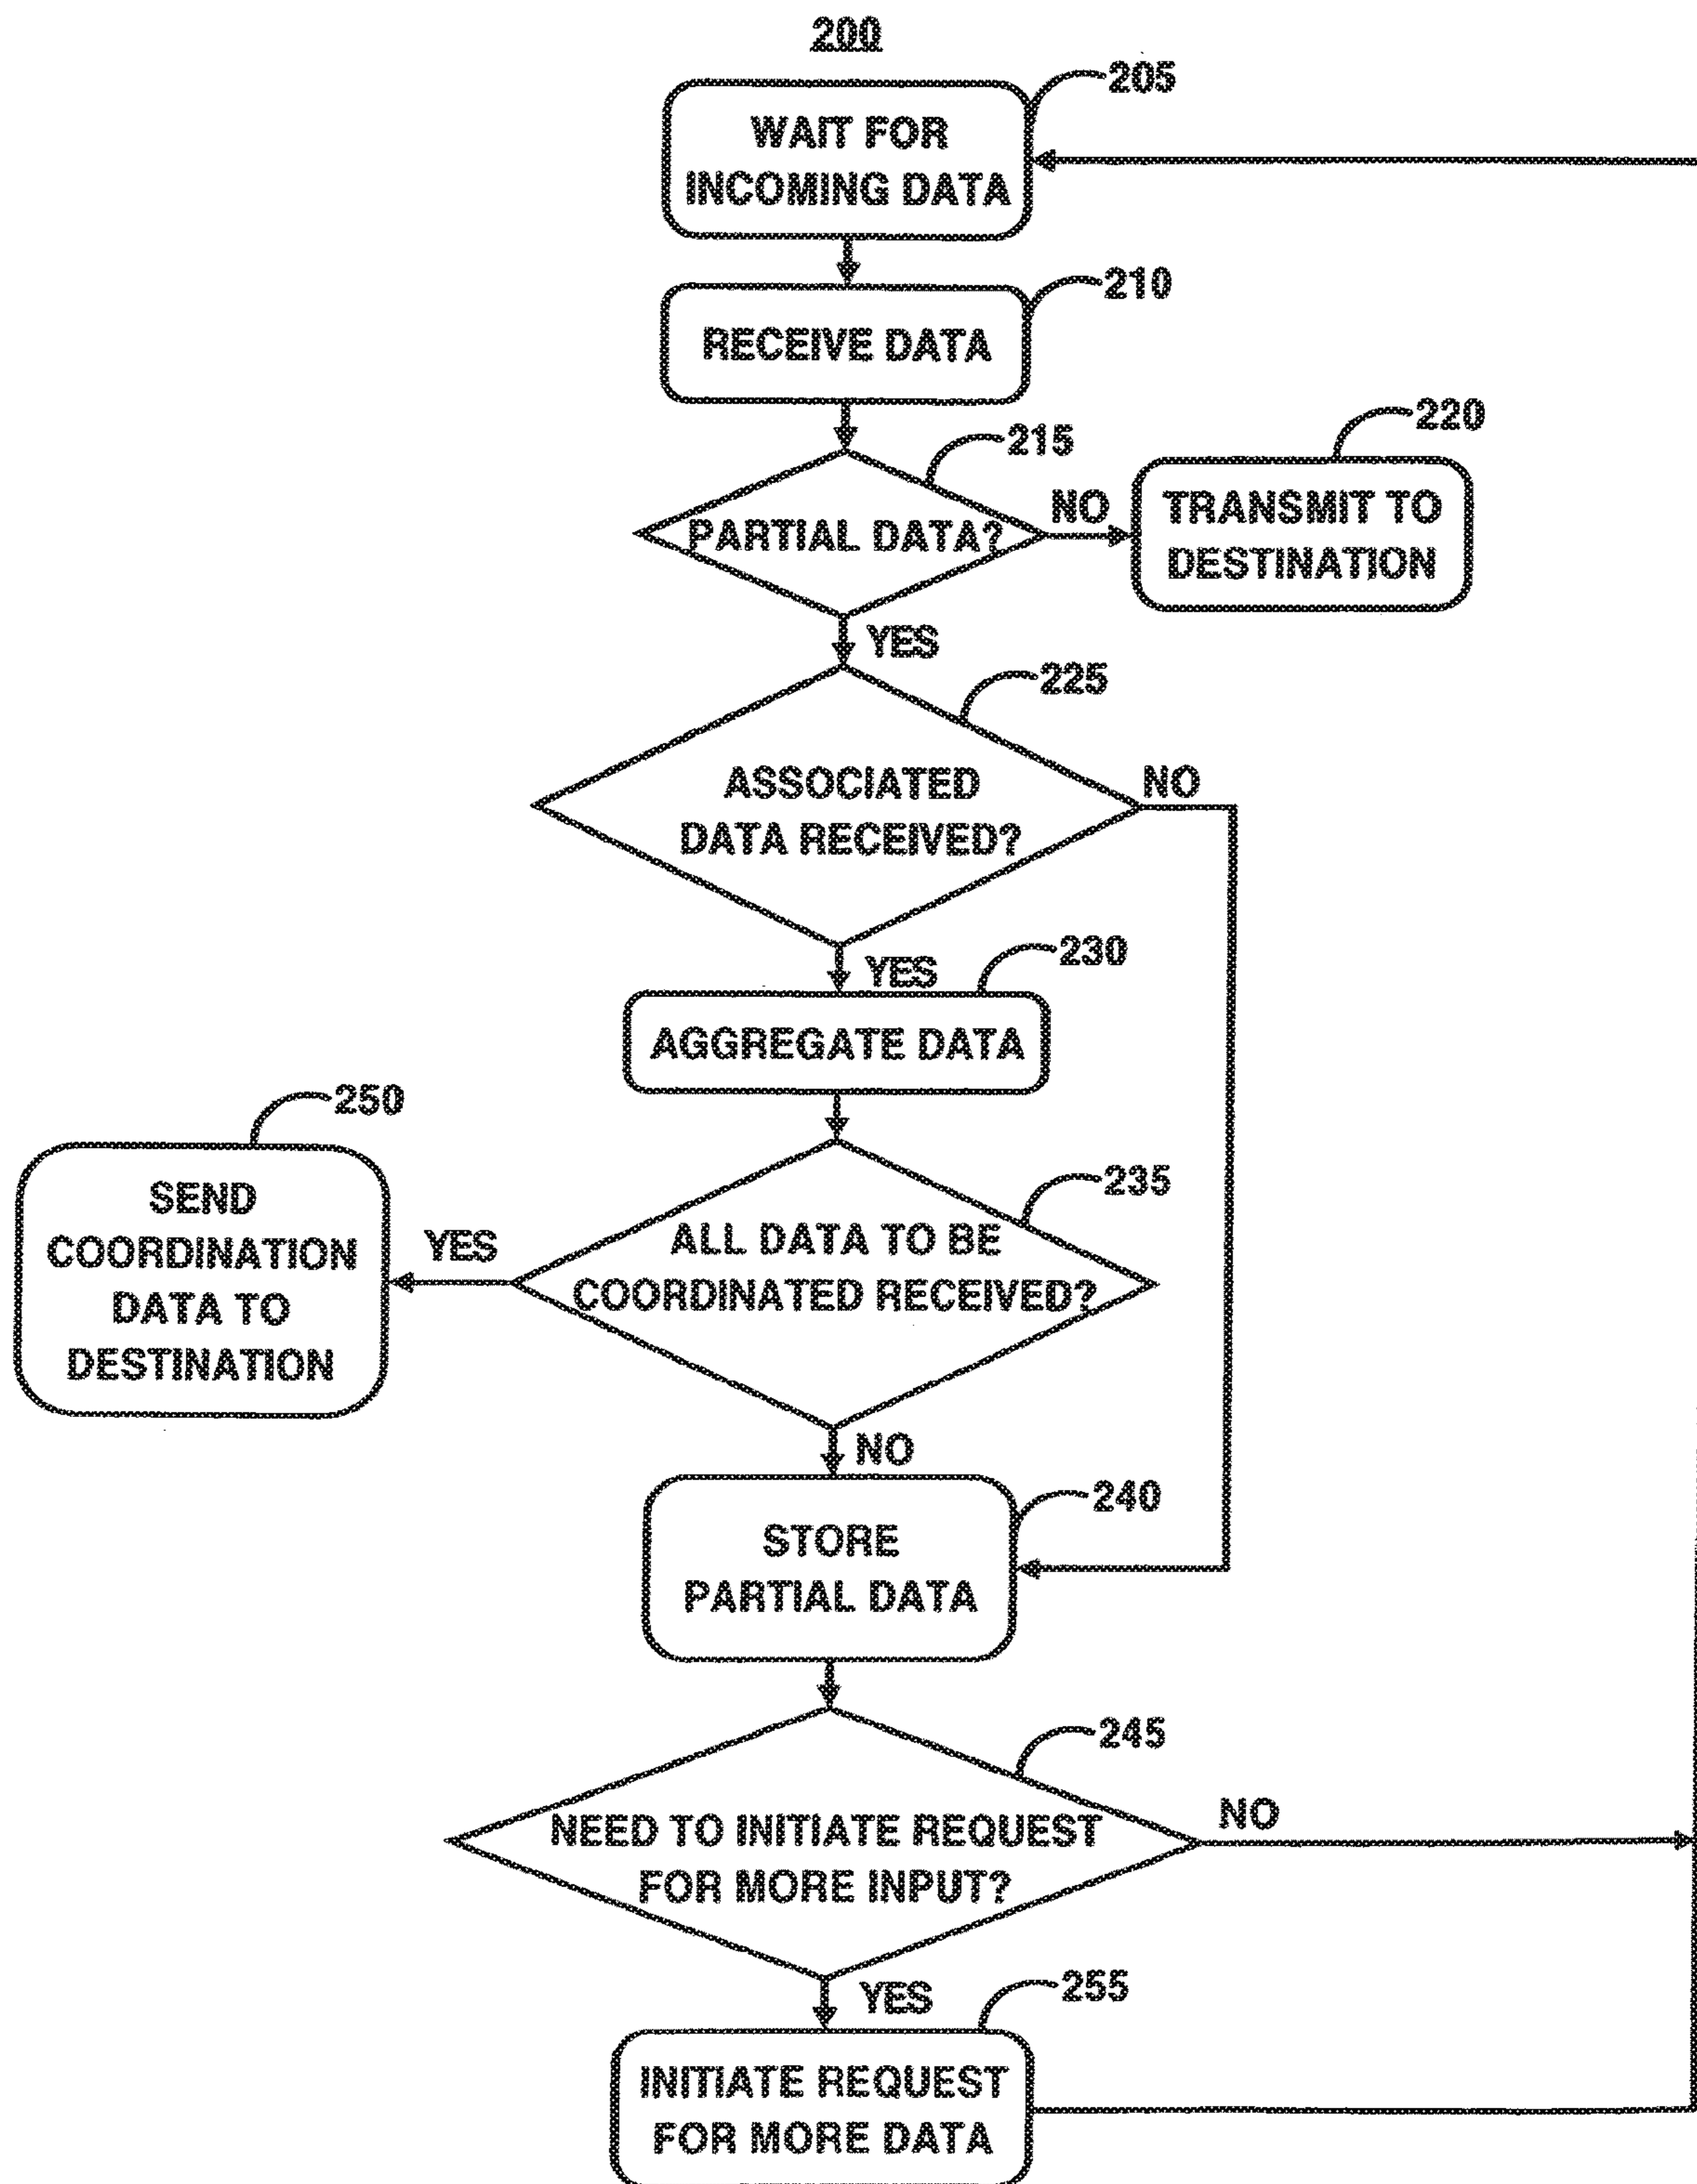 200
205
WAIT FOR
INCOMING DATA
210
RECEIVE DATA
215
PARTIAL DATA?
NO
220
TRANSMIT TO
DESTINATION
YES
225
ASSOCIATED
DATA RECEIVED?
NO
YES
230
AGGREGATE DATA
250
SEND
COORDINATION
DATA TO
DESTINATION
YES
235
ALL DATA TO BE
COORDINATED RECEIVED?
NO
240
STORE
PARTIAL DATA
245
NEED TO INITIATE REQUEST
FOR MORE INPUT?
NO
YES
255
INITIATE REQUEST
FOR MORE DATA